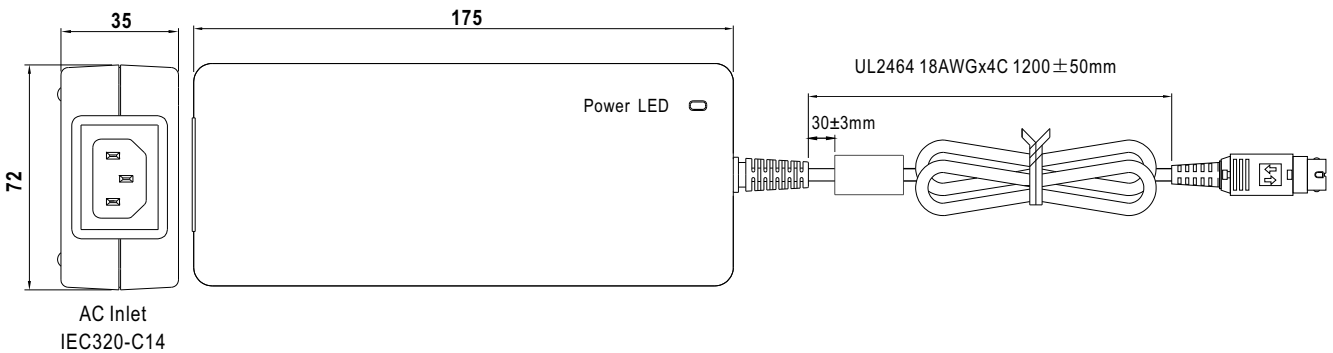 35
175
UL2464 18AWGx4C 1200±50mm
Power LED
30±3mm
72
AC Inlet
IEC320-C14